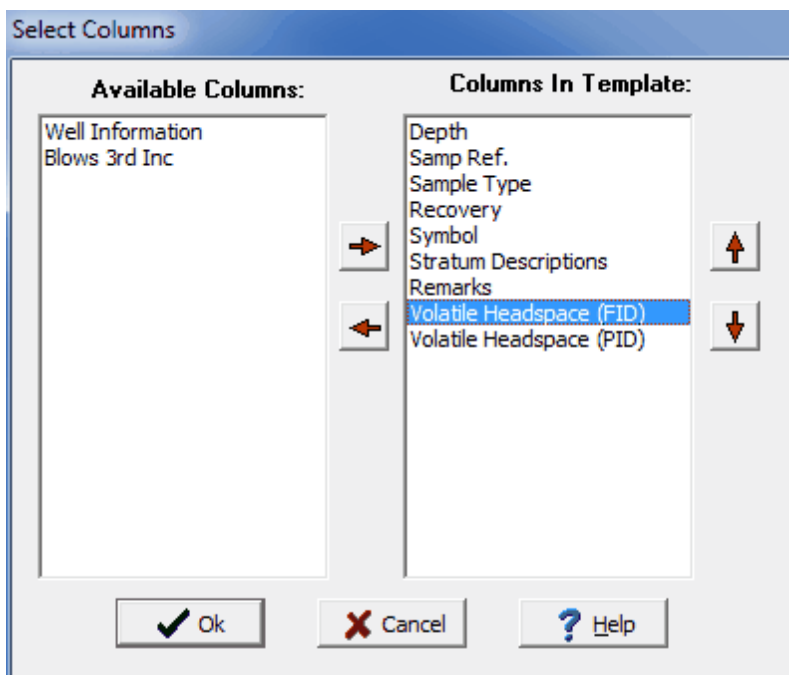 Select Columns
Available Columns:
Well Information
Blows 3rd Inc
Columns In Template:
Depth
Samp Ref.
Sample Type
Recovery
Symbol
Stratum Descriptions
Remarks
Volatile Headspace (FID)
Volatile Headspace (PID)
Ok
Cancel
Help